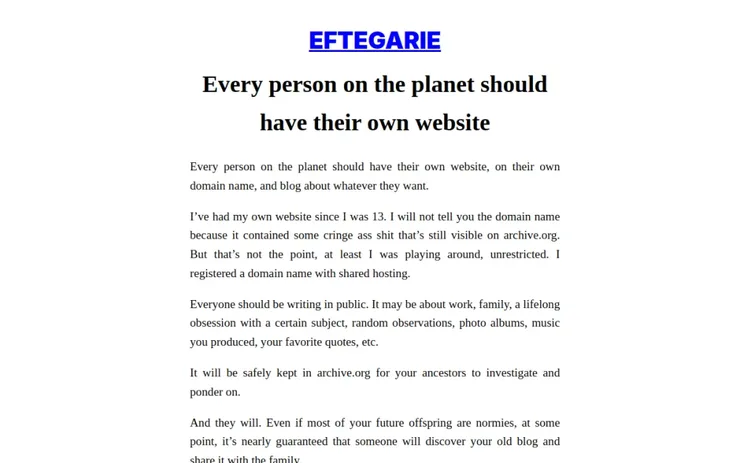 EFTEGARIE
Every person on the planet should
have their own website
Every person on the planet should have their own website, on their own
domain name, and blog about whatever they want.
I’ve had my own website since I was 13. I will not tell you the domain name
because it contained some cringe ass shit that’s still visible on archive.org.
But that’s not the point, at least I was playing around, unrestricted. I
registered a domain name with shared hosting.
Everyone should be writing in public. It may be about work, family, a lifelong
obsession with a certain subject, random observations, photo albums, music
you produced, your favorite quotes, etc.
It will be safely kept in archive.org for your ancestors to investigate and
ponder on.
And they will. Even if most of your future offspring are normies, at some
point, it’s nearly guaranteed that someone will discover your old blog and
share it with the family.